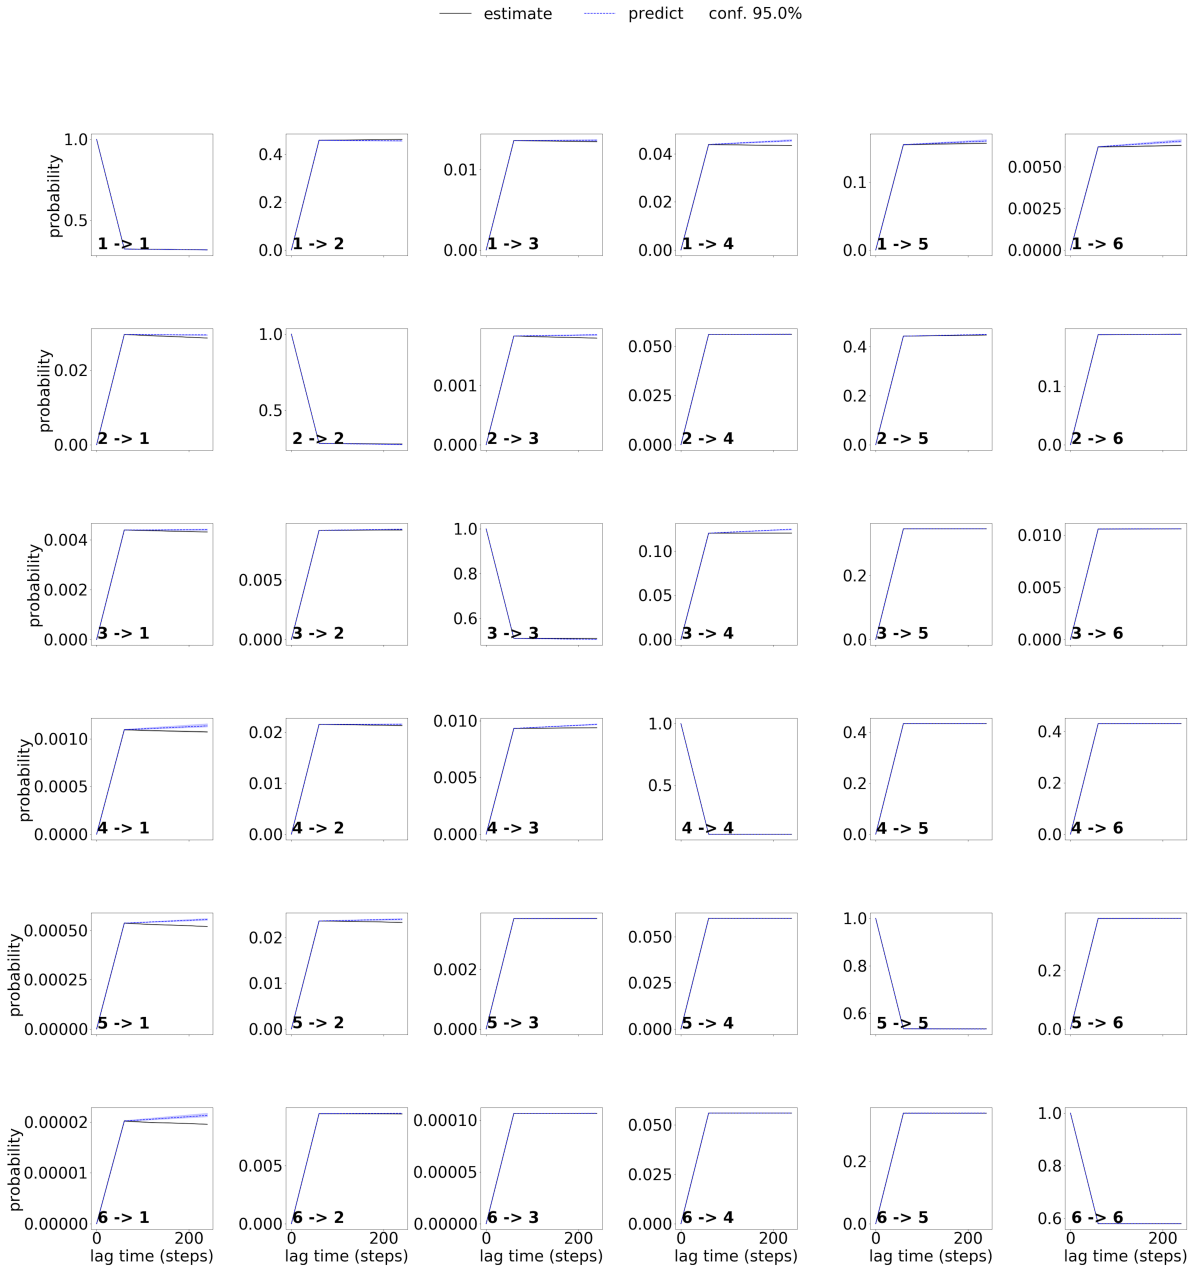 estimate predict conf. 95.0%
probability 1.0 0.5 1 -> 1
0.4 0.2 0.0 1 -> 2
0.01 0.00 1 -> 3
0.04 0.02 0.00 1 -> 4
0.1 0.0 1 -> 5
0.0050 0.0025 0.0000 1 -> 6
probability 0.02 0.00 2 -> 1
1.0 0.5 2 -> 2
0.001 0.000 2 -> 3
0.050 0.025 0.000 2 -> 4
0.4 0.2 0.0 2 -> 5
0.1 0.0 2 -> 6
probability 0.004 0.002 0.000 3 -> 1
0.005 0.000 3 -> 2
1.0 0.8 0.6 3 -> 3
0.10 0.05 0.00 3 -> 4
0.2 0.0 3 -> 5
0.010 0.005 0.000 3 -> 6
probability 0.0010 0.0005 0.0000 4 -> 1
0.02 0.01 0.00 4 -> 2
0.010 0.005 0.000 4 -> 3
1.0 0.5 4 -> 4
0.4 0.2 0.0 4 -> 5
0.4 0.2 0.0 4 -> 6
probability 0.00050 0.00025 0.00000 5 -> 1
0.02 0.01 0.00 5 -> 2
0.002 0.000 5 -> 3
0.050 0.025 0.000 5 -> 4
1.0 0.8 0.6 5 -> 5
0.2 0.0 5 -> 6
probability 0.00002 0.00001 0.00000 6 -> 1
0.005 0.000 6 -> 2
0.00010 0.00005 0.00000 6 -> 3
0.050 0.025 0.000 6 -> 4
0.2 0.0 6 -> 5
1.0 0.8 0.6 6 -> 6
0 200 0 200 0 200 0 200 0 200 0 200
lag time (steps) lag time (steps) lag time (steps) lag time (steps) lag time (steps) lag time (steps)